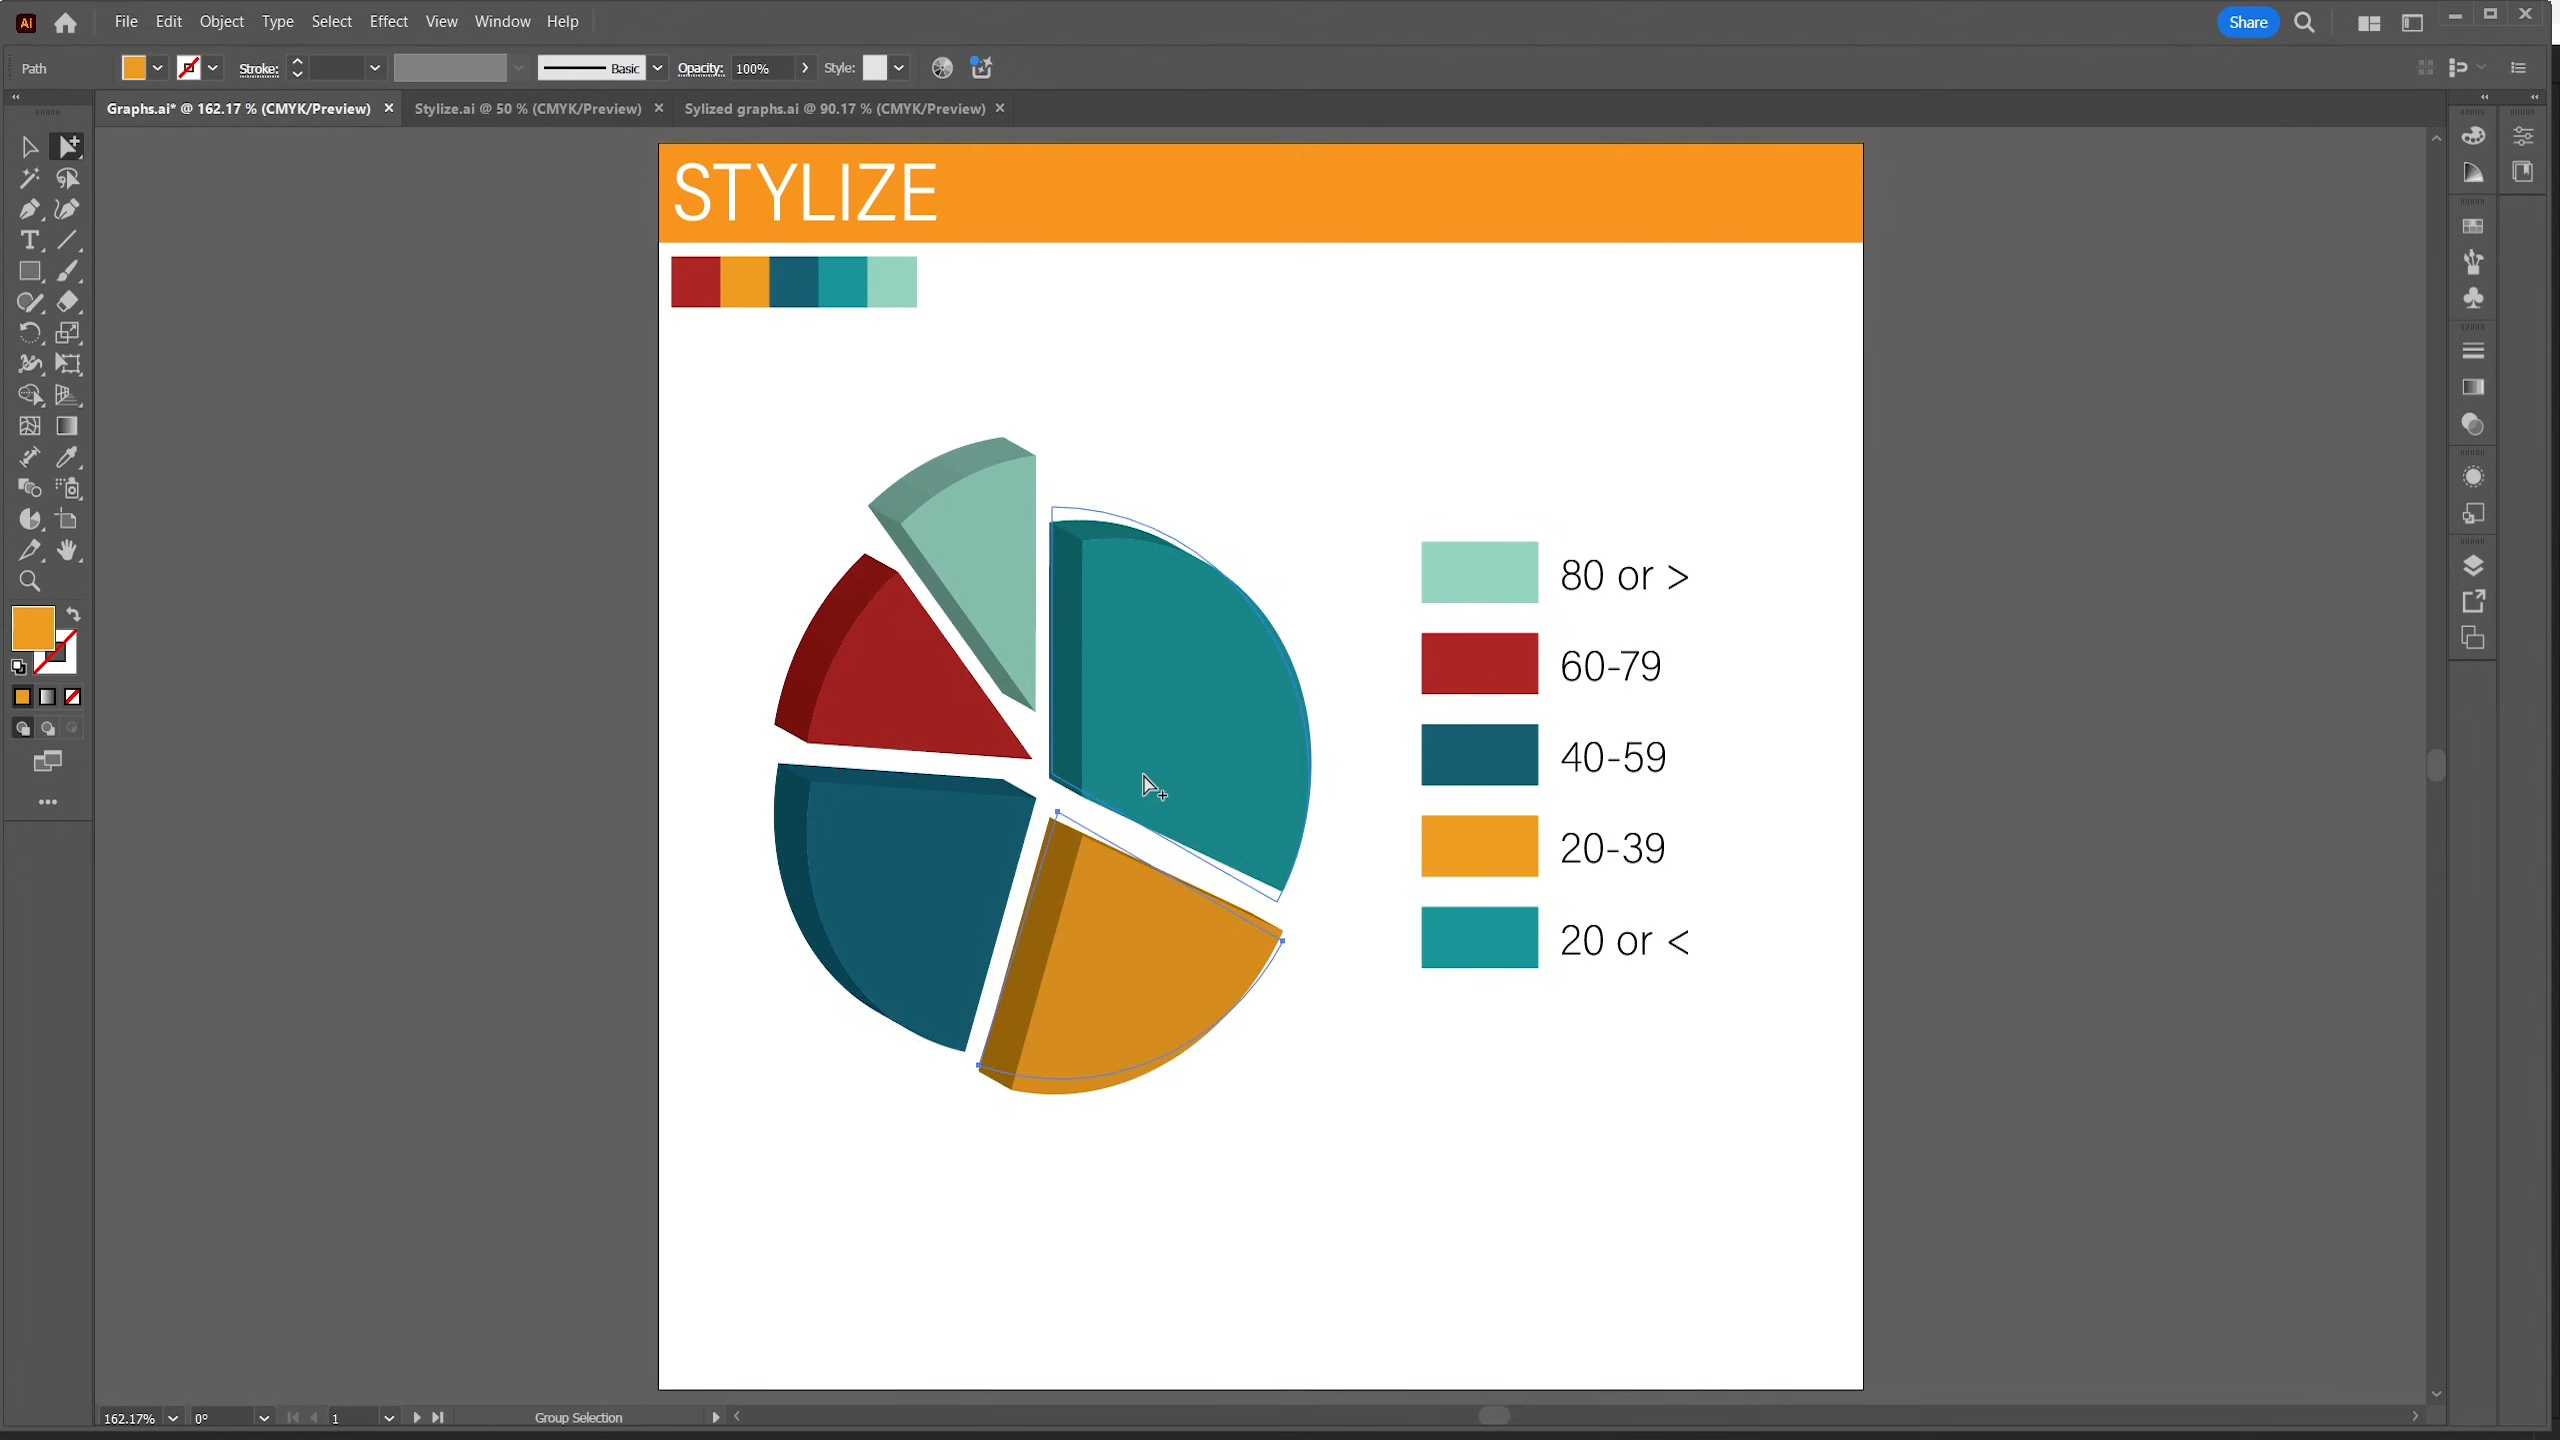 Ai File Edit Object Type Select Effect View Window Help Share
Path Stroke: Basic Opacity: 100% Style:
Graphs.ai* @ 162.17 % (CMYK/Preview) Stylize.ai @ 50 % (CMYK/Preview) Sylized graphs.ai @ 90.17 % (CMYK/Preview)
STYLIZE
80 or >
60-79
40-59
20-39
20 or <
162.17% 0° 1 Group Selection